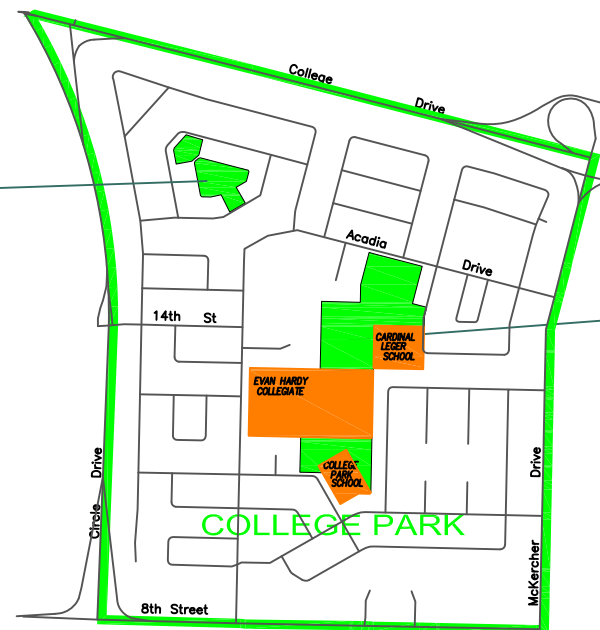 College
Drive
Acadia
Drive
14th St
CARDINAL
LEGER
SCHOOL
EVAN HARDY
COLLEGIATE
COLLEGE
PARK
SCHOOL
Circle Drive
McKercher Drive
COLLEGE PARK
8th Street